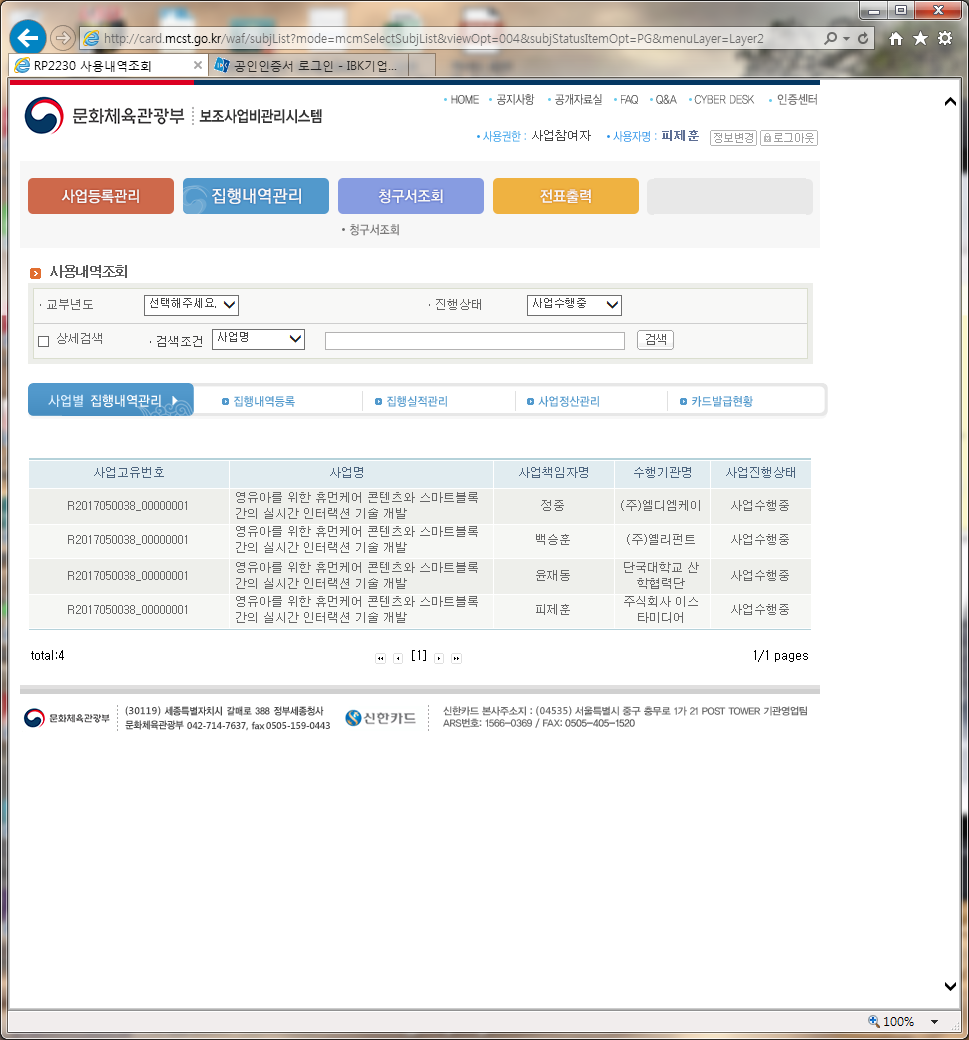 http://card.mcst.go.kr/waf/subjList?mode=mcmSelectSubjList&viewOpt=004&subjStatusItemOpt=PG&menuLayer=Layer2
RP2230 사용내역조회
공인인증서 로그인 - IBK기업...
HOME 공지사항 공개자료실 FAQ Q&A CYBER DESK 인증센터
문화체육관광부 보조사업비관리시스템
사용권한 : 사업참여자 사용자명 : 피제훈 정보변경 로그아웃
사업등록관리 집행내역관리 청구서조회 전표출력
청구서조회
사용내역조회
교부년도 선택해주세요. 진행상태 사업수행중
상세검색 검색조건 사업명 검색
사업별 집행내역관리 집행내역등록 집행실적관리 사업정산관리 카드발급현황
사업고유번호 사업명 사업책임자명 수행기관명 사업진행상태
R2017050038_00000001 영유아를 위한 휴먼케어 콘텐츠와 스마트블록 정중 (주)엘디엠케이 사업수행중
간의 실시간 인터랙션 기술 개발
R2017050038_00000001 영유아를 위한 휴먼케어 콘텐츠와 스마트블록 백승훈 (주)옐리펀트 사업수행중
간의 실시간 인터랙션 기술 개발
R2017050038_00000001 영유아를 위한 휴먼케어 콘텐츠와 스마트블록 윤재동 단국대학교 산 사업수행중
간의 실시간 인터랙션 기술 개발 학협력단
R2017050038_00000001 영유아를 위한 휴먼케어 콘텐츠와 스마트블록 피제훈 주식회사 이스 사업수행중
간의 실시간 인터랙션 기술 개발 타미디어
total:4 [1] 1/1 pages
문화체육관광부 (30119) 세종특별자치시 갈매로 388 정부세종청사
문화체육관광부 042-714-7637, fax 0505-159-0443
신한카드 신한카드 본사주소지 : (04535) 서울특별시 중구 충무로 1가 21 POST TOWER 기관영업팀
ARS번호: 1566-0369 / FAX: 0505-405-1520
100%